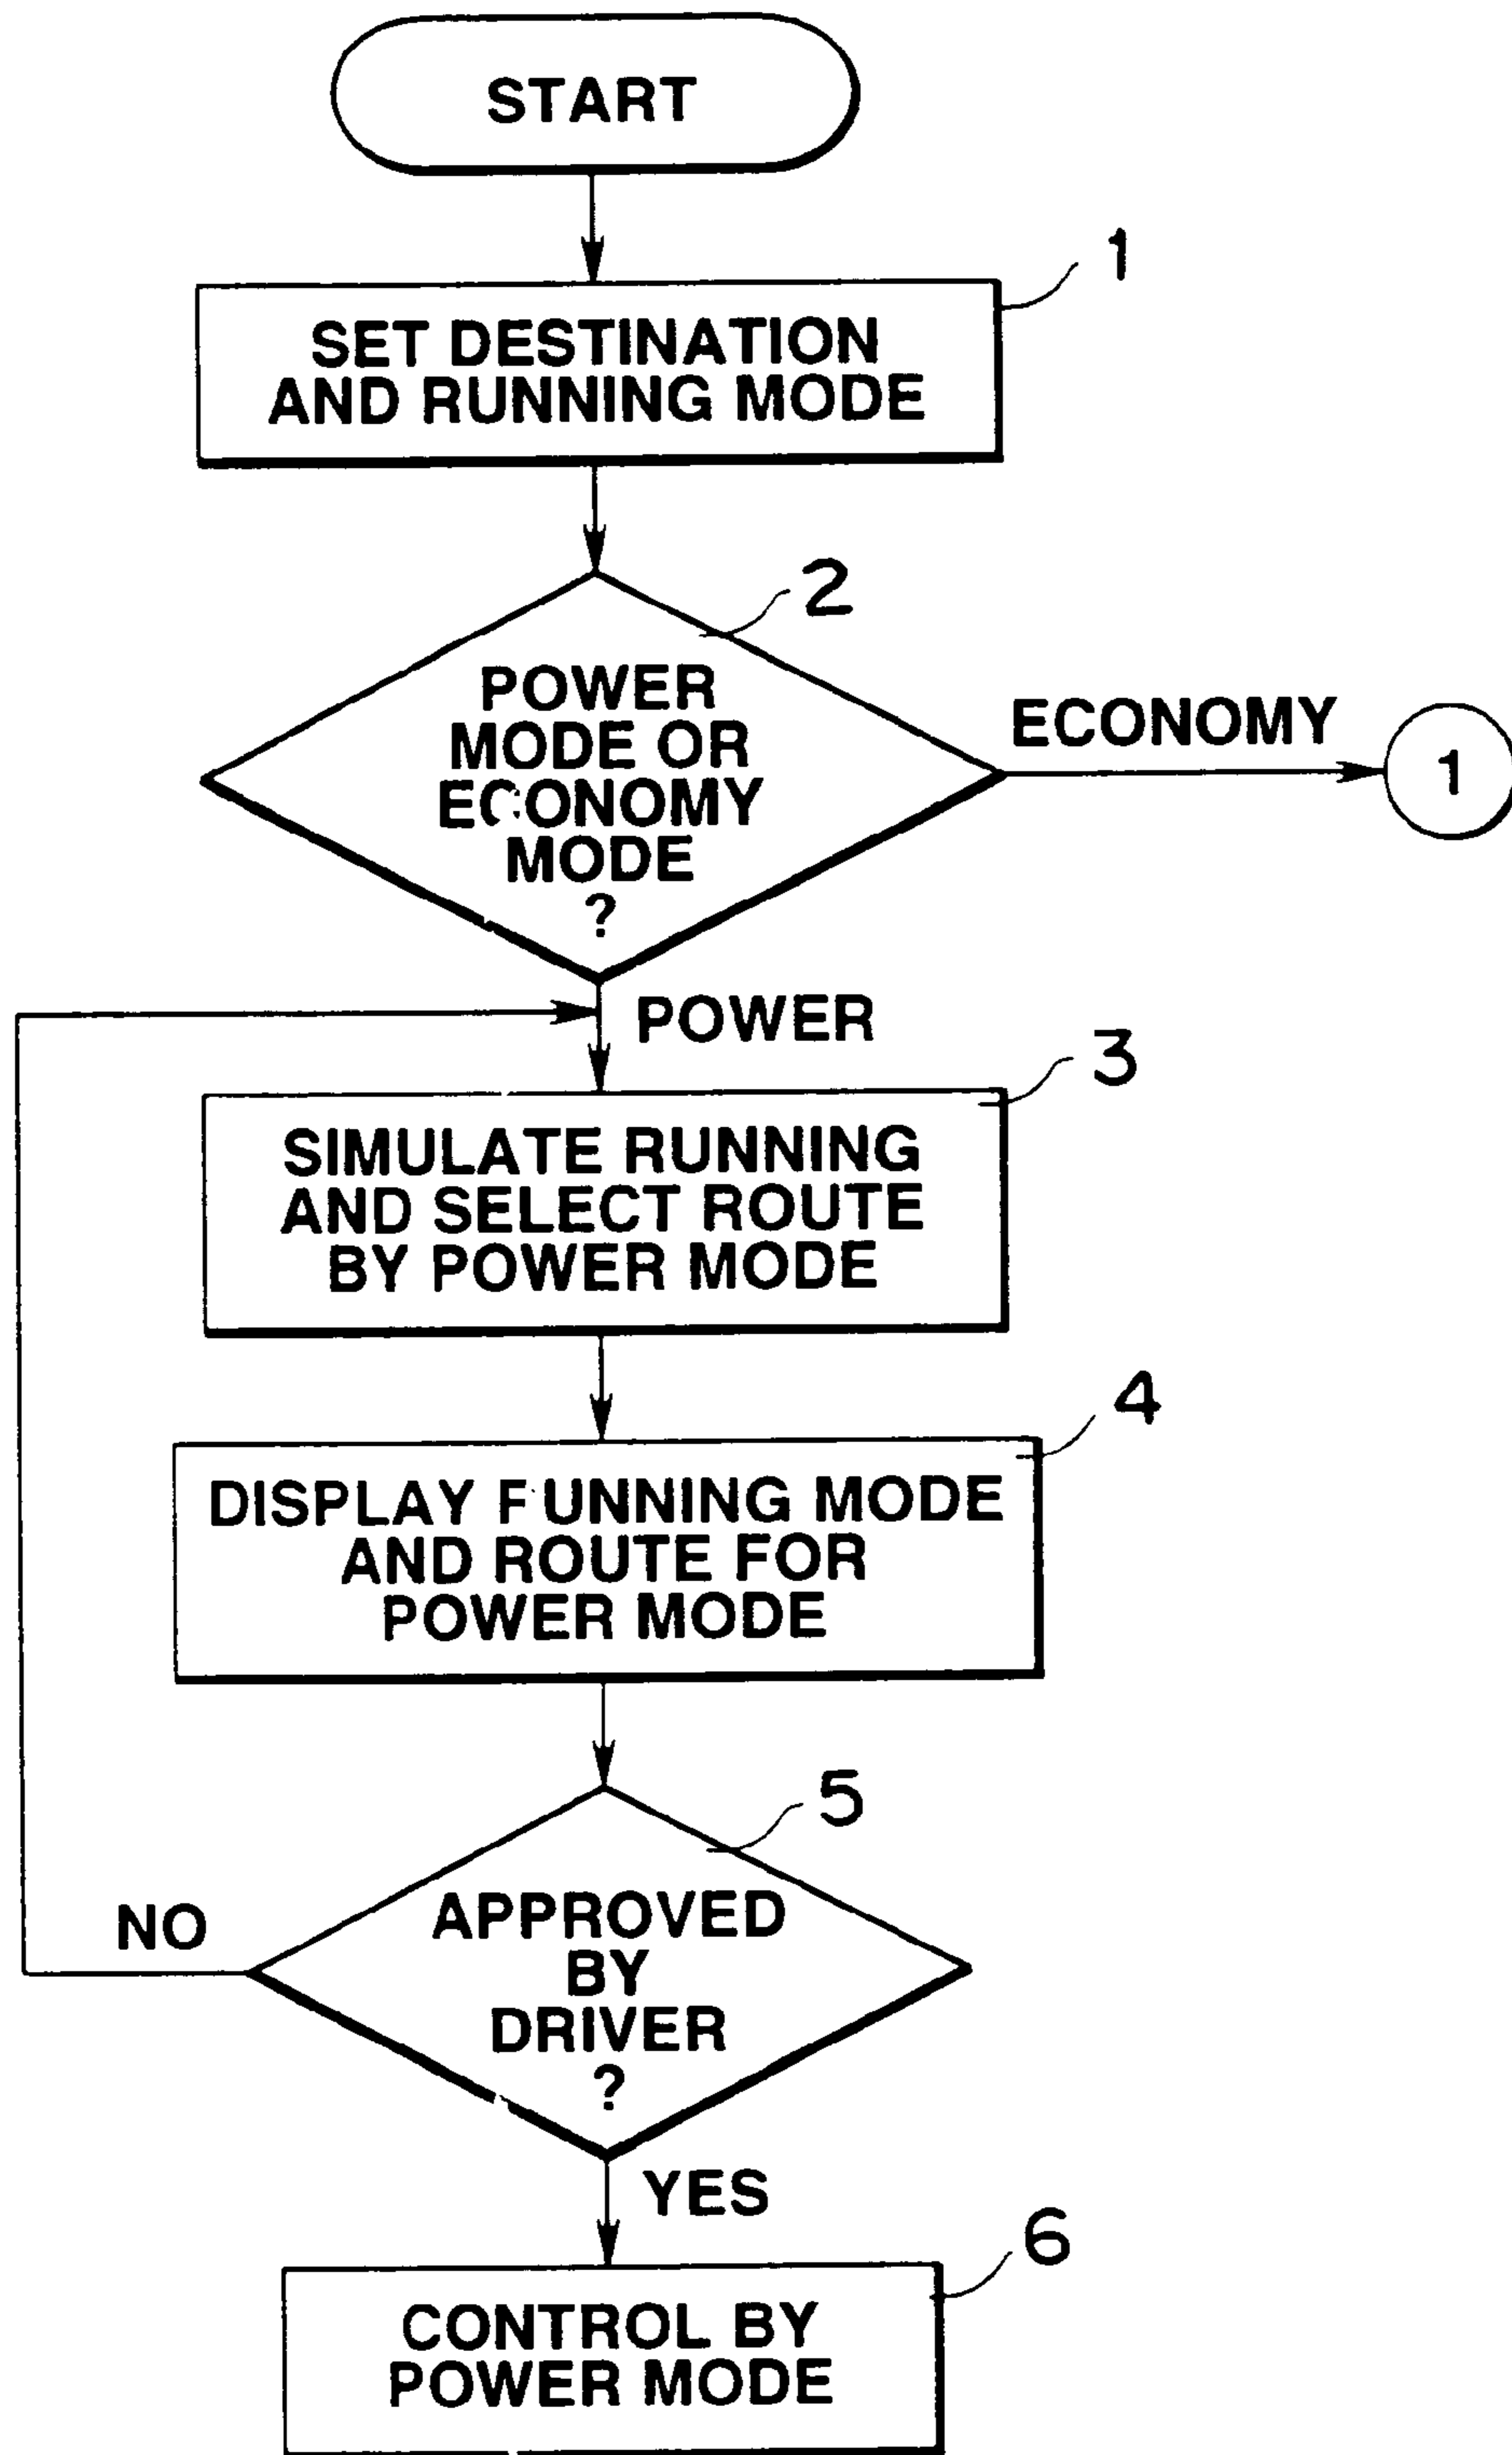 START
1
SET DESTINATION
AND RUNNING MODE
2
POWER
MODE OR
ECONOMY
MODE
?
ECONOMY
1
POWER
3
SIMULATE RUNNING
AND SELECT ROUTE
BY POWER MODE
4
DISPLAY RUNNING MODE
AND ROUTE FOR
POWER MODE
5
APPROVED
BY
DRIVER
?
NO
YES
6
CONTROL BY
POWER MODE